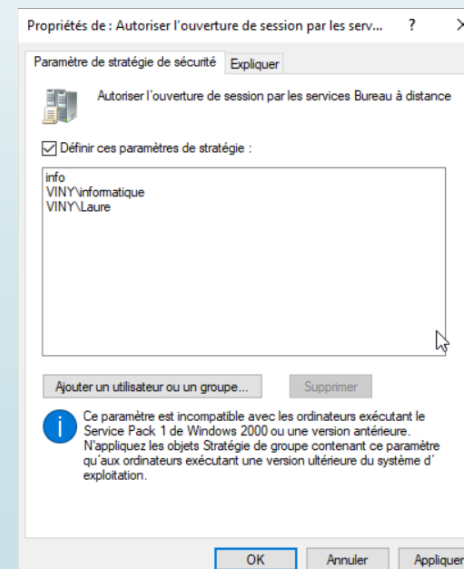 Propriétés de : Autoriser l'ouverture de session par les serv... ?
Paramètre de stratégie de sécurité Expliquer
Autoriser l'ouverture de session par les services Bureau à distance
Définir ces paramètres de stratégie :
info
VINY\informatique
VINY\Laure
Ajouter un utilisateur ou un groupe... Supprimer
Ce paramètre est incompatible avec les ordinateurs exécutant le
Service Pack 1 de Windows 2000 ou une version antérieure.
N'appliquez les objets Stratégie de groupe contenant ce paramètre
qu'aux ordinateurs exécutant une version ultérieure du système d'
exploitation.
OK Annuler Appliquer